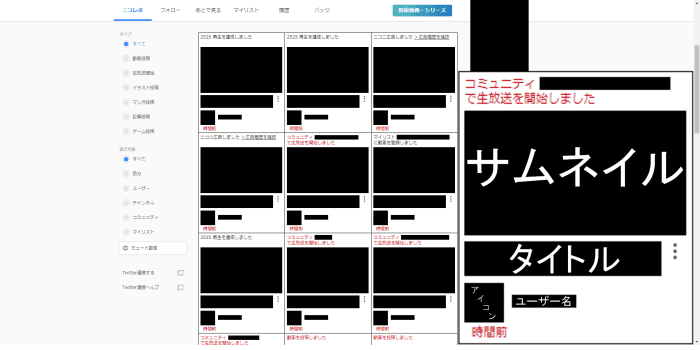 ニコレポ
フォロー
あとで見る
マイリスト
履歴
バッジ
投稿動画・シリーズ
タイプ
すべて
動画投稿
生放送開始
イラスト投稿
マンガ投稿
記事投稿
ゲーム投稿
表示対象
すべて
自分
ユーザー
チャンネル
コミュニティ
マイリスト
ミュート設定
Twitter連携する
Twitter連携ヘルプ
2525 再生を達成しました
2525 再生を達成しました
ニコニ広告しました > 広告履歴を確認
時間前
時間前
時間前
ニコニ広告しました > 広告履歴を確認
コミュニティ
で生放送を開始しました
マイリスト
に動画を登録しました
時間前
時間前
時間前
2525 再生を達成しました
コミュニティ
で生放送を開始しました
コミュニティ
で生放送を開始しました
時間前
時間前
時間前
コミュニティ
で生放送を開始しました
動画を投稿しました
動画を投稿しました
コミュニティ
で生放送を開始しました
サムネイル
タイトル
アイコン
ユーザー名
時間前